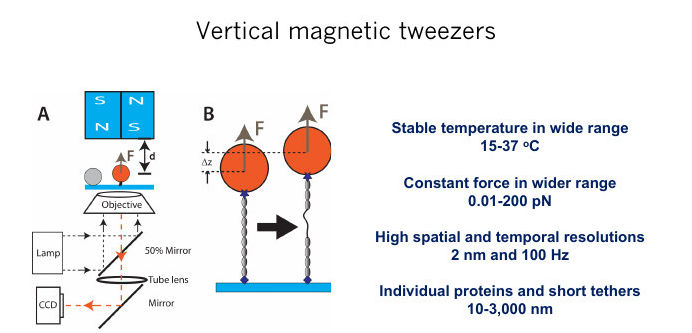 Vertical magnetic tweezers
A
S N
N S
F
d
Objective
Lamp
50% Mirror
Tube lens
CCD
Mirror
B
F
F
Δz
Stable temperature in wide range
15-37 ºC
Constant force in wider range
0.01-200 pN
High spatial and temporal resolutions
2 nm and 100 Hz
Individual proteins and short tethers
10-3,000 nm